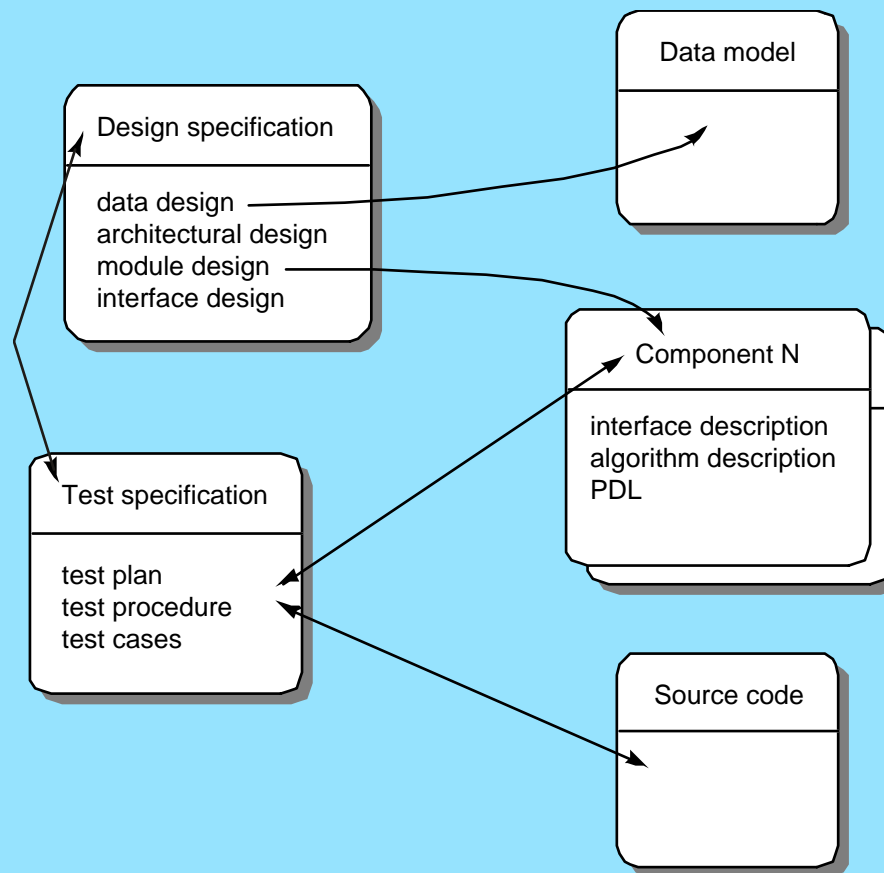 Data model
Design specification
data design
architectural design
module design
interface design
Component N
interface description
algorithm description
PDL
Test specification
test plan
test procedure
test cases
Source code